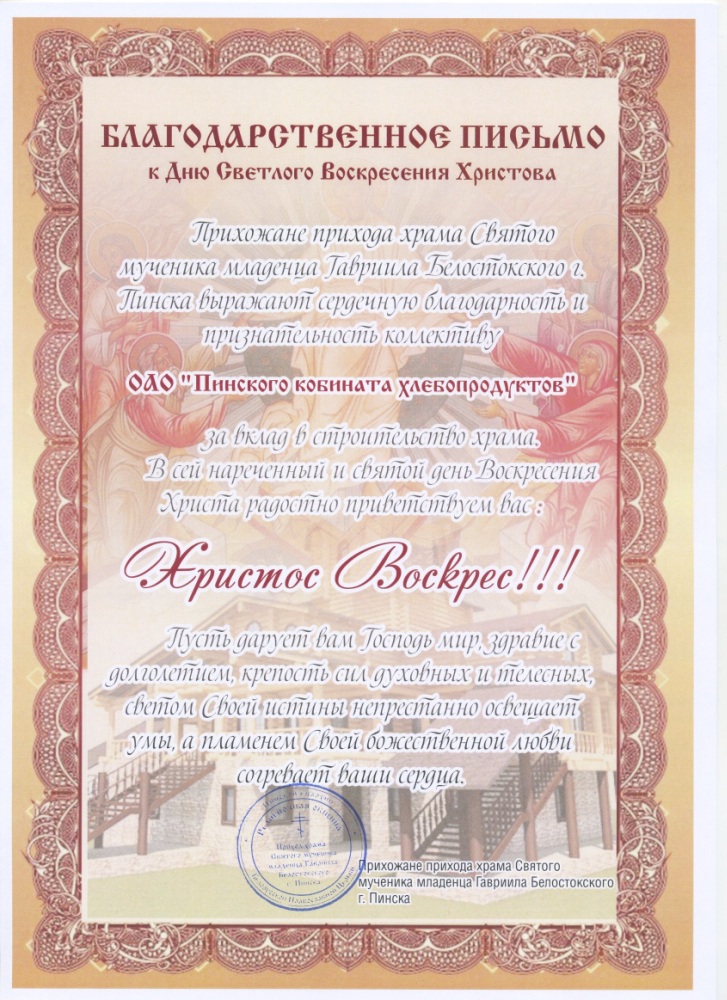 БЛАГОДАРСТВЕННОЕ ПИСЬМО
к Дню Светлого Воскресения Христова
Прихожане прихода храма Святого
мученика младенца Гавриила Белостокского г.
Пинска выражают сердечную благодарность и
признательность коллективу
ОАО "Пинского кобината хлебопродуктов"
за вклад в строительство храма.
В сей нареченный и святой день Воскресения
Христа радостно приветствуем вас :
Христос Воскрес!!!
Пусть дарует вам Господь мир, здравие с
долголетием, крепость сил духовных и телесных,
светом Своей истины непрестанно освещает
умы, а пламенем Своей божественной любви
согревает ваши сердца.
Религиозная община
Приход храма
Святого мученика
младенца Гавриила
Белостокского
г. Пинска
Прихожане прихода храма Святого
мученика младенца Гавриила Белостокского
г. Пинска